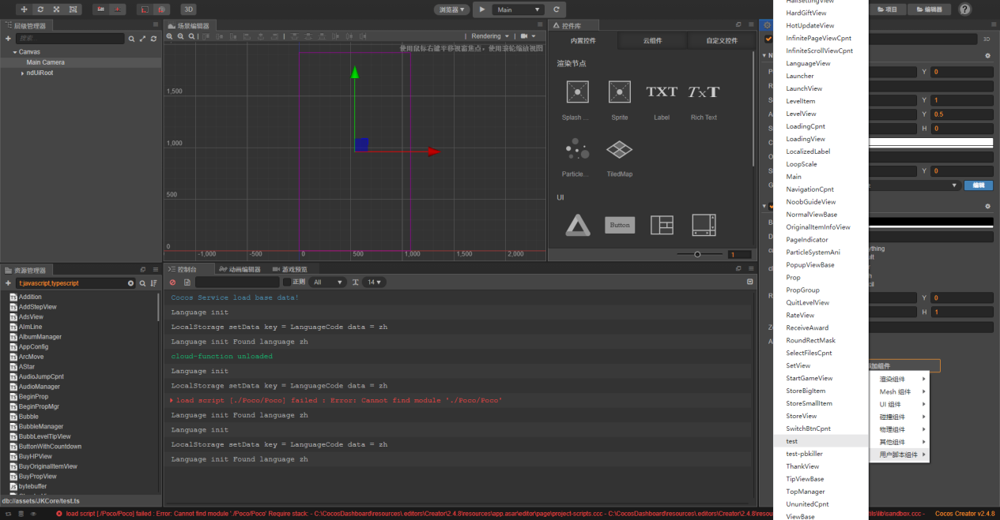 3D
浏览器 ▾
Main
项目
编辑器
?
层级管理器
搜索...
Canvas
Main Camera
ndUiRoot
场景编辑器
Rendering
使用鼠标右键平移视窗焦点，使用滚轮缩放视图
1,500
1,000
500
0
-1,000
-500
0
500
1,000
1,500
2,000
控件库
内置控件
云组件
自定义控件
渲染节点
TXT
TxT
Splash ...
Sprite
Label
Rich Text
Particle...
TiledMap
UI
Button
1
资源管理器
t:javascript,typescript
Addition
AddStepView
AdsView
AlmLine
AlbumManager
AppConfig
ArcMove
AStar
AudioJumpCpnt
AudioManager
BeginProp
BeginPropMgr
Bubble
BubbleManager
BubbLevelTipView
ButtonWithCountdown
BuyHPView
BuyOriginalItemView
BuyPropView
bytebuffer
db://assets/JKCore/test.ts
控制台
动画编辑器
游戏预览
正则
All
14
Cocos Service load base data!
Language init
LocalStorage setData key = LanguageCode data = zh
Language init Found language zh
cloud-function unloaded
Language init
LocalStorage setData key = LanguageCode data = zh
load script [./Poco/Poco] failed : Error: Cannot find module './Poco/Poco'
Language init Found language zh
Language init
LocalStorage setData key = LanguageCode data = zh
Language init Found language zh
HallSettingView
HardGiftView
HotUpdateView
InfinitePageViewCpnt
InfiniteScrollViewCpnt
LanguageView
Launcher
LaunchView
LevelItem
LevelView
LoadingCpnt
LoadingView
LocalizedLabel
LoopScale
Main
NavigationCpnt
NoobGuideView
NormalViewBase
OriginalItemInfoView
PageIndicator
ParticleSystemAni
PopupViewBase
Prop
PropGroup
QuitLevelView
RateView
ReceiveAward
RoundRectMask
SelectFilesCpnt
SetView
StartGameView
StoreBigItem
StoreSmallItem
StoreView
SwitchBtnCpnt
test
test-pbkiller
ThankView
TipViewBase
TopManager
UnunitedCpnt
ViewBase
3D
Y 0
Y 1
Y 0.5
H 0
Y 0
编辑
Y 0
H 1
添加组件
渲染组件
Mesh 组件
UI 组件
碰撞组件
物理组件
其他组件
用户脚本组件
load script [./Poco/Poco] failed : Error: Cannot find module './Poco/Poco' Require stack: - C:\CocosDashboard\resources\.editors\Creator\2.4.8\resources\app.asar\editor\page\project-scripts.ccc - C:\CocosDashboard\resources\.editors\Creator\2.4.8\resou
Cocos Creator v2.4.8